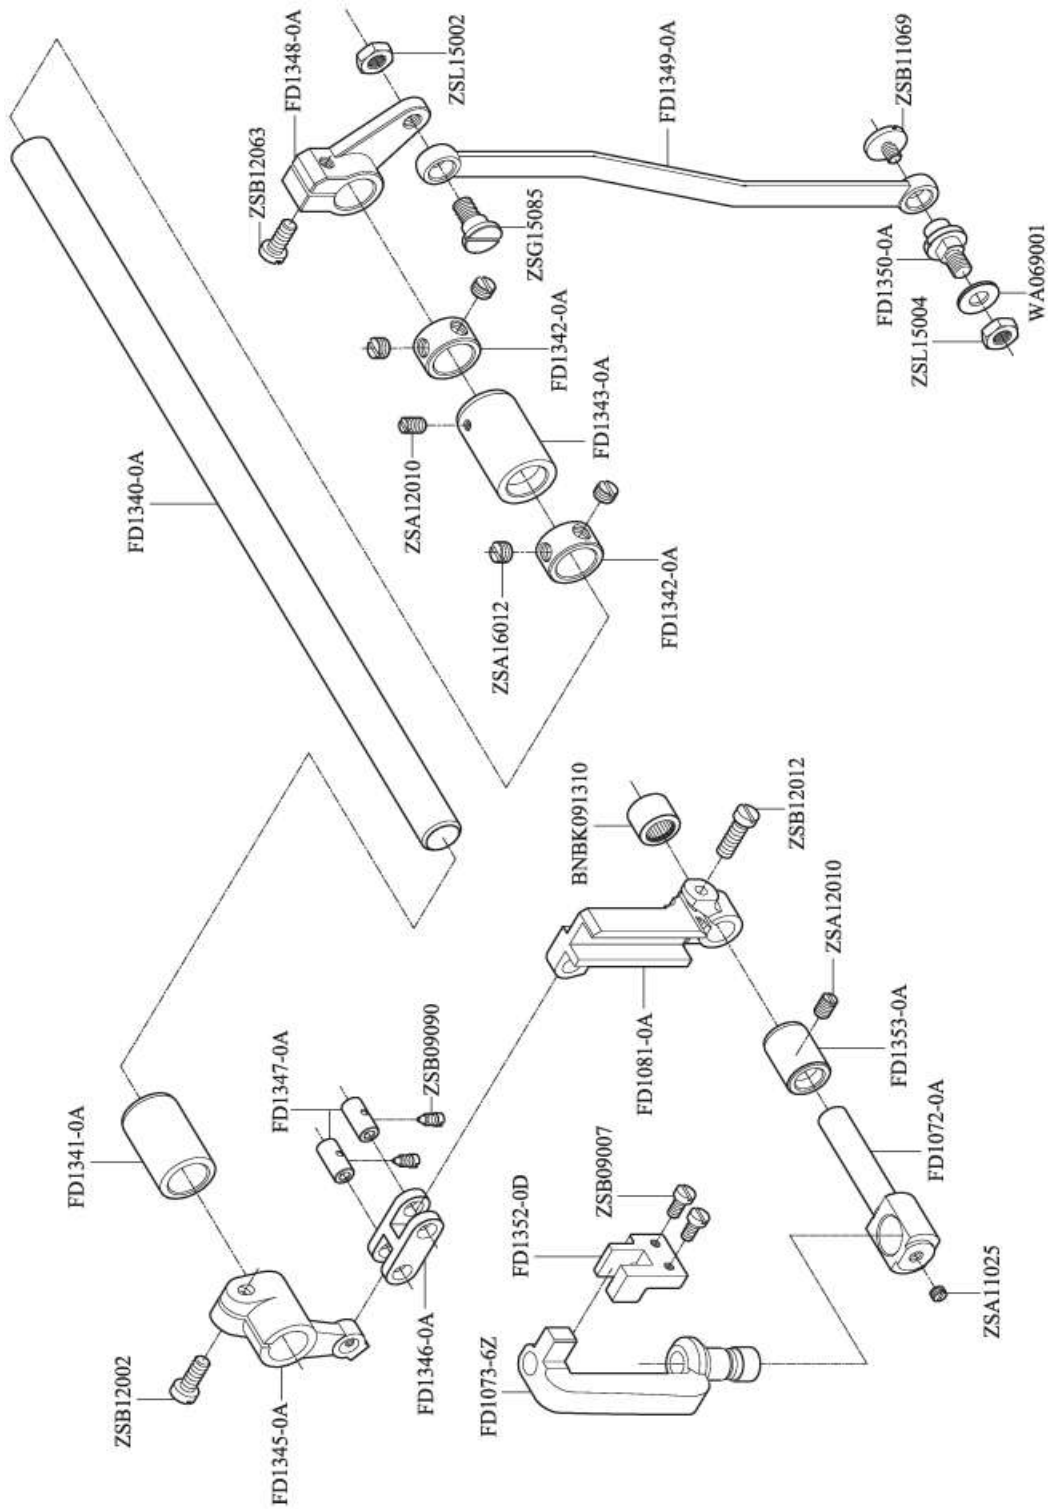 ZSL15002
FD1348-0A
ZSB12063
FD1349-0A
ZSB11069
ZSG15085
FD1350-0A
WA069001
ZSL15004
FD1342-0A
FD1343-0A
ZSA12010
FD1340-0A
ZSA16012
FD1342-0A
BNBK091310
ZSB12012
ZSA12010
FD1081-0A
FD1353-0A
FD1072-0A
ZSB09090
FD1347-0A
FD1341-0A
ZSB09007
FD1352-0D
ZSA11025
FD1346-0A
FD1073-6Z
ZSB12002
FD1345-0A